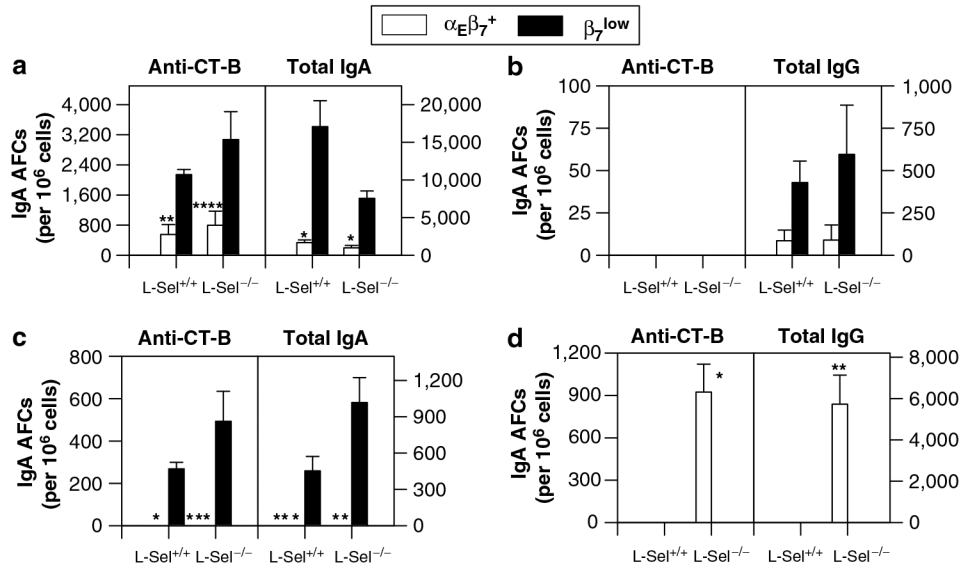 αEβ7+ β7low
a
Anti-CT-B Total IgA
IgA AFCs
(per 10⁶ cells)
4,000
3,200
2,400
1,600
800
0
** **** * *
20,000
15,000
10,000
5,000
0
L-Sel+/+ L-Sel−/− L-Sel+/+ L-Sel−/−
b
Anti-CT-B Total IgG
IgA AFCs
(per 10⁶ cells)
100
75
50
25
0
1,000
750
500
250
0
L-Sel+/+ L-Sel−/− L-Sel+/+ L-Sel−/−
c
Anti-CT-B Total IgA
IgA AFCs
(per 10⁶ cells)
800
600
400
200
0
* *** *** **
1,200
900
600
300
0
L-Sel+/+ L-Sel−/− L-Sel+/+ L-Sel−/−
d
Anti-CT-B Total IgG
IgA AFCs
(per 10⁶ cells)
1,200
900
600
300
0
* **
8,000
6,000
4,000
2,000
0
L-Sel+/+ L-Sel−/− L-Sel+/+ L-Sel−/−